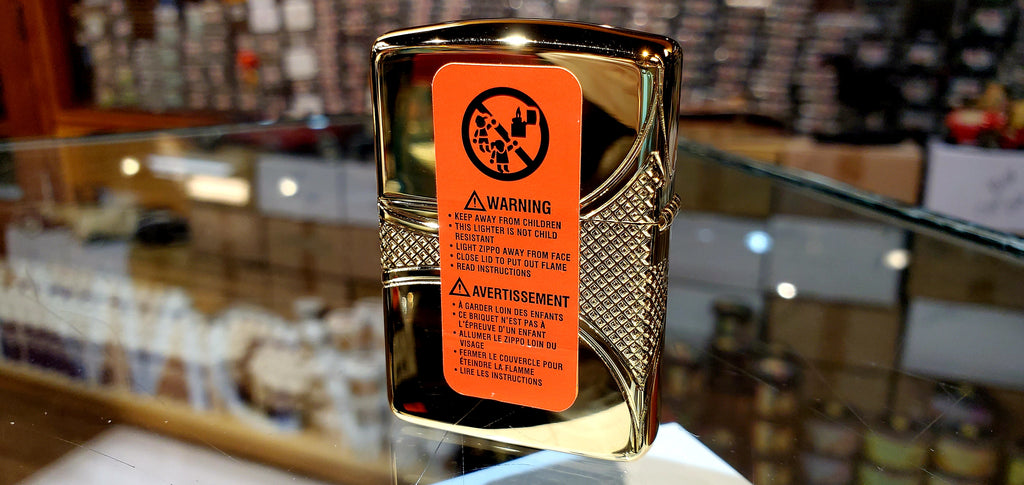 WARNING
• KEEP AWAY FROM CHILDREN
• THIS LIGHTER IS NOT CHILD
RESISTANT
• LIGHT ZIPPO AWAY FROM FACE
• CLOSE LID TO PUT OUT FLAME
• READ INSTRUCTIONS
AVERTISSEMENT
• À GARDER LOIN DES ENFANTS
• CE BRIQUET N'EST PAS À
L'ÉPREUVE D'UN ENFANT
• ALLUMER LE ZIPPO LOIN DU
VISAGE
• FERMER LE COUVERCLE POUR
ÉTEINDRE LA FLAMME
• LIRE LES INSTRUCTIONS